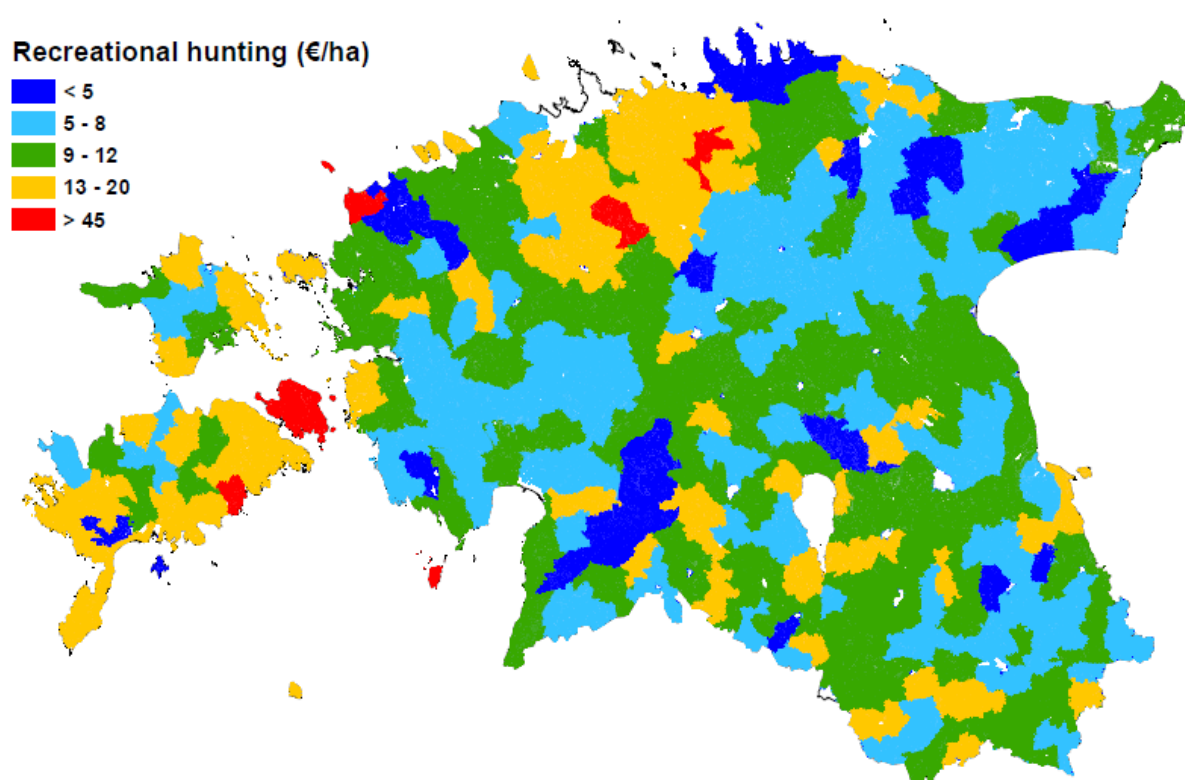 Recreational hunting (€/ha)
< 5
5 - 8
9 - 12
13 - 20
> 45